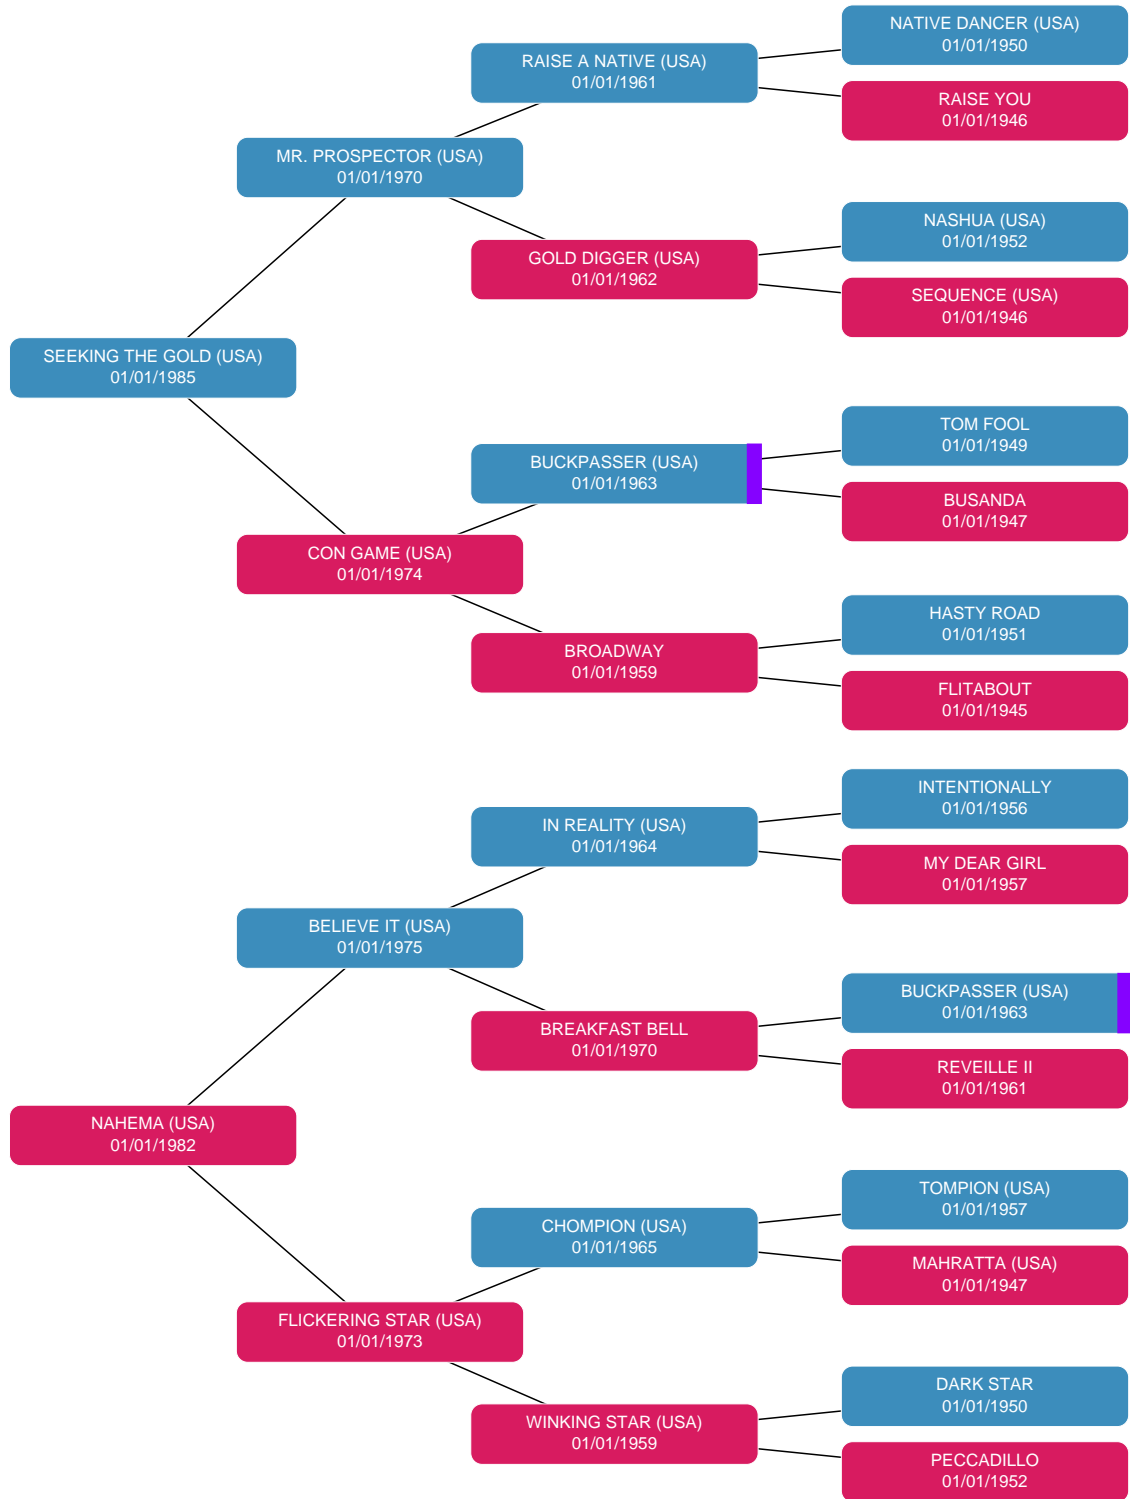 NATIVE DANCER (USA)
01/01/1950
RAISE A NATIVE (USA)
01/01/1961
RAISE YOU
01/01/1946
MR. PROSPECTOR (USA)
01/01/1970
NASHUA (USA)
01/01/1952
GOLD DIGGER (USA)
01/01/1962
SEQUENCE (USA)
01/01/1946
SEEKING THE GOLD (USA)
01/01/1985
TOM FOOL
01/01/1949
BUCKPASSER (USA)
01/01/1963
BUSANDA
01/01/1947
CON GAME (USA)
01/01/1974
HASTY ROAD
01/01/1951
BROADWAY
01/01/1959
FLITABOUT
01/01/1945
INTENTIONALLY
01/01/1956
IN REALITY (USA)
01/01/1964
MY DEAR GIRL
01/01/1957
BELIEVE IT (USA)
01/01/1975
BUCKPASSER (USA)
01/01/1963
BREAKFAST BELL
01/01/1970
REVEILLE II
01/01/1961
NAHEMA (USA)
01/01/1982
TOMPION (USA)
01/01/1957
CHOMPION (USA)
01/01/1965
MAHRATTA (USA)
01/01/1947
FLICKERING STAR (USA)
01/01/1973
DARK STAR
01/01/1950
WINKING STAR (USA)
01/01/1959
PECCADILLO
01/01/1952